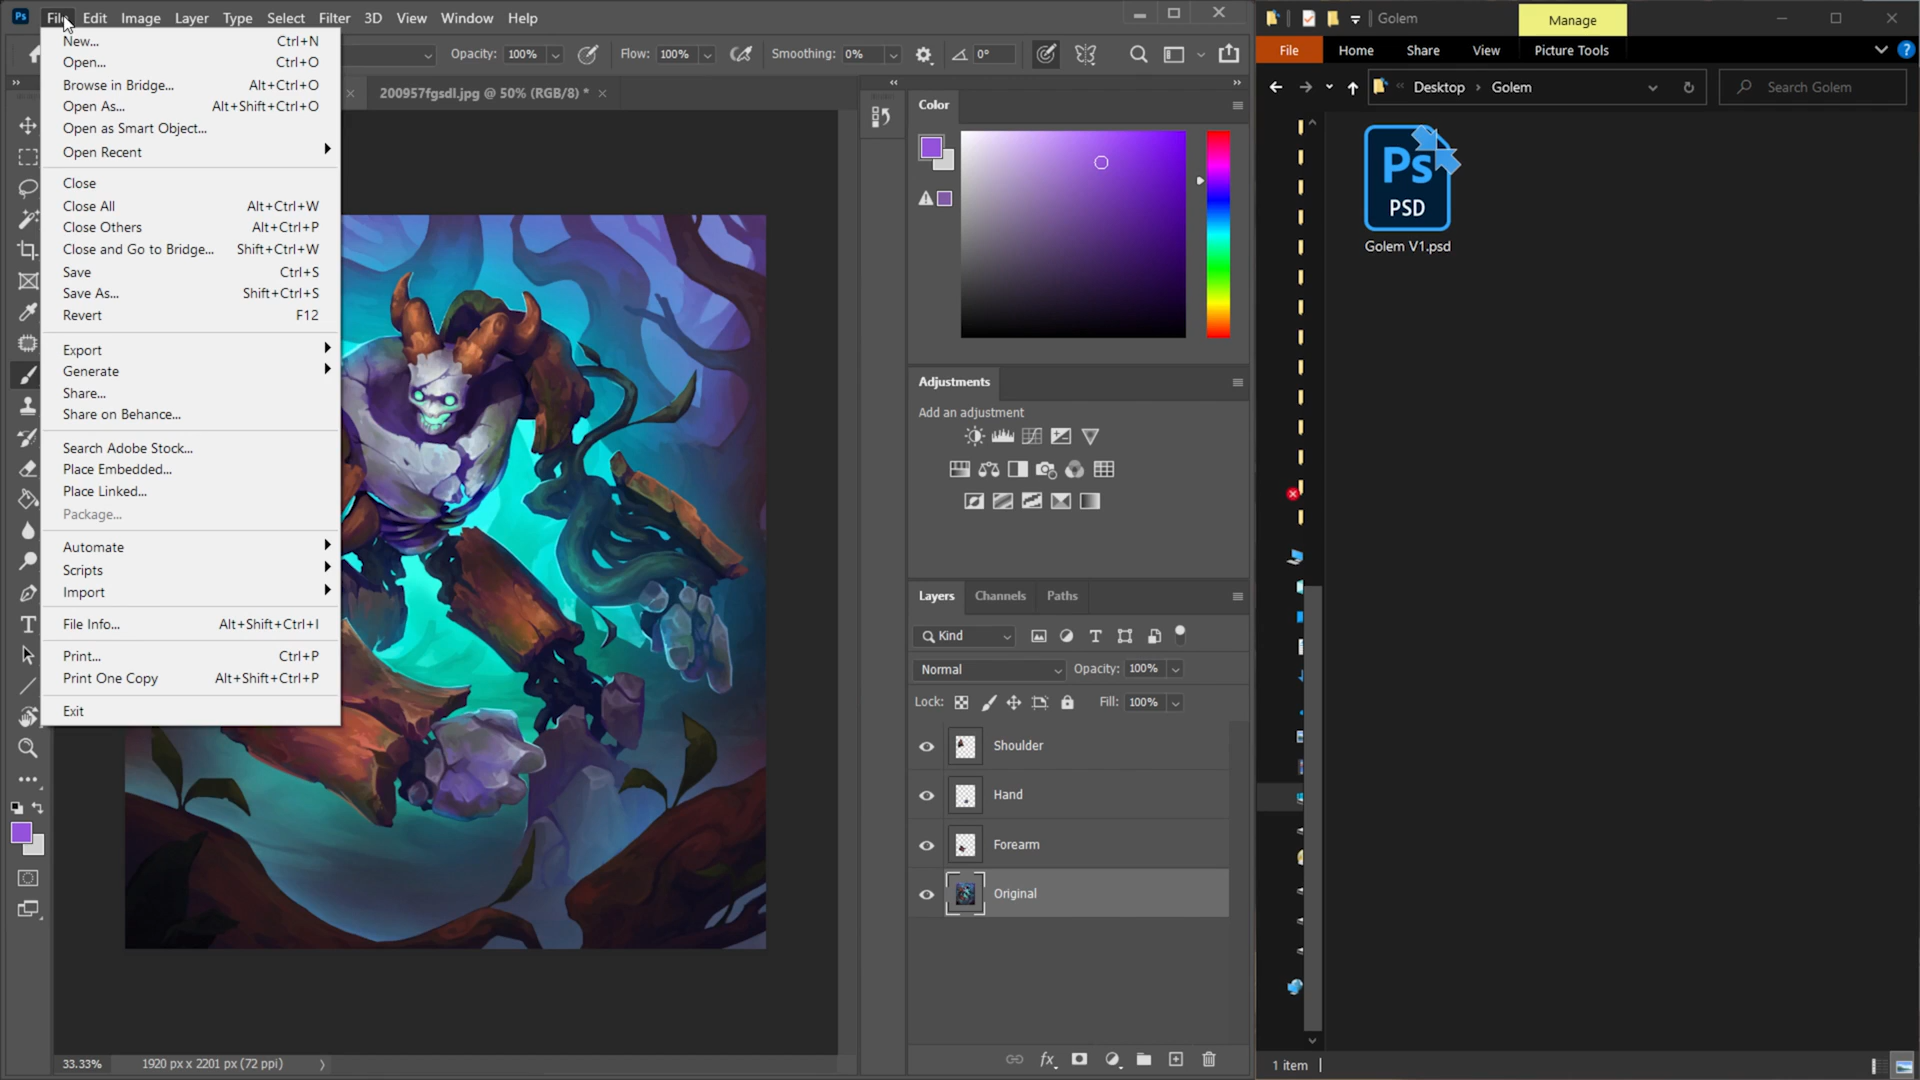 Ps File Edit Image Layer Type Select Filter 3D View Window Help
Opacity: 100% Flow: 100% Smoothing: 0% 0°
200957fgsdl.jpg @ 50% (RGB/8) *
New... Ctrl+N
Open... Ctrl+O
Browse in Bridge... Alt+Ctrl+O
Open As... Alt+Shift+Ctrl+O
Open as Smart Object...
Open Recent
Close
Close All Alt+Ctrl+W
Close Others Alt+Ctrl+P
Close and Go to Bridge... Shift+Ctrl+W
Save Ctrl+S
Save As... Shift+Ctrl+S
Revert F12
Export
Generate
Share...
Share on Behance...
Search Adobe Stock...
Place Embedded...
Place Linked...
Package...
Automate
Scripts
Import
File Info... Alt+Shift+Ctrl+I
Print... Ctrl+P
Print One Copy Alt+Shift+Ctrl+P
Exit
33.33% 1920 px x 2201 px (72 ppi)
Color
Adjustments
Add an adjustment
Layers Channels Paths
Kind
Normal Opacity: 100%
Lock: Fill: 100%
Shoulder
Hand
Forearm
Original
fx
Golem
Manage
File Home Share View Picture Tools
Desktop Golem
Search Golem
Ps
PSD
Golem V1.psd
1 item